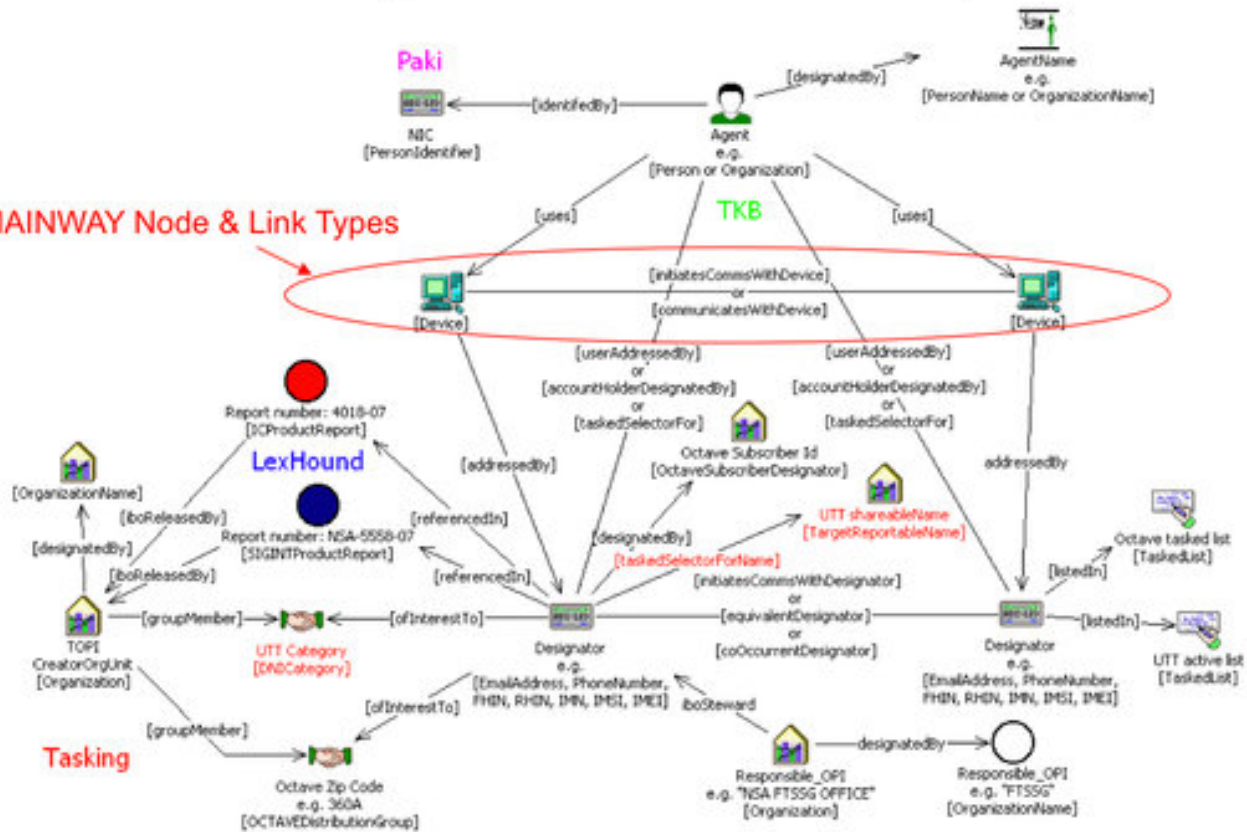 Paki
[designatedBy]
AgentName
e.g.
[PersonName or OrganizationName]
[identifedBy]
NIC
[PersonIdentifier]
Agent
e.g.
[Person or Organization]
TKB
[uses]
[uses]
MAINWAY Node & Link Types
[initiatesCommsWithDevice]
or
[communicatesWithDevice]
[Device]
[Device]
[userAddressedBy]
or
[accountHolderDesignatedBy]
or
[taskedSelectorFor]
[userAddressedBy]
or
[accountHolderDesignatedBy]
or
[taskedSelectorFor]
Report number: 4018-07
[ICProductReport]
LexHound
[addressedBy]
Octave Subscriber Id
[OctaveSubscriberDesignator]
addressedBy
[OrganizationName]
[iboReleasedBy]
[referencedIn]
UTT shareableName
[TargetReportableName]
Report number: NSA-5558-07
[SIGINTProductReport]
[designatedBy]
[designatedBy]
Octave tasked list
[TaskedList]
[iboReleasedBy]
[referencedIn]
[taskedSelectorForName]
[listedIn]
[initiatesCommsWithDesignator]
or
[equivalentDesignator]
or
[coOccurrentDesignator]
[groupMember]
[ofInterestTo]
[listedIn]
TOPI
CreatorOrgUnit
[Organization]
UTT Category
[DNICategory]
Designator
e.g.
[EmailAddress, PhoneNumber,
FHIN, RHIN, IMN, IMSI, IMEI]
Designator
e.g.
[EmailAddress, PhoneNumber,
FHIN, RHIN, IMN, IMSI, IMEI]
UTT active list
[TaskedList]
[ofInterestTo]
iboSteward
[groupMember]
Tasking
designatedBy
Octave Zip Code
e.g. 360A
[OCTAVEDistributionGroup]
Responsible_OPI
e.g. "NSA FTSSG OFFICE"
[Organization]
Responsible_OPI
e.g. "FTSSG"
[OrganizationName]